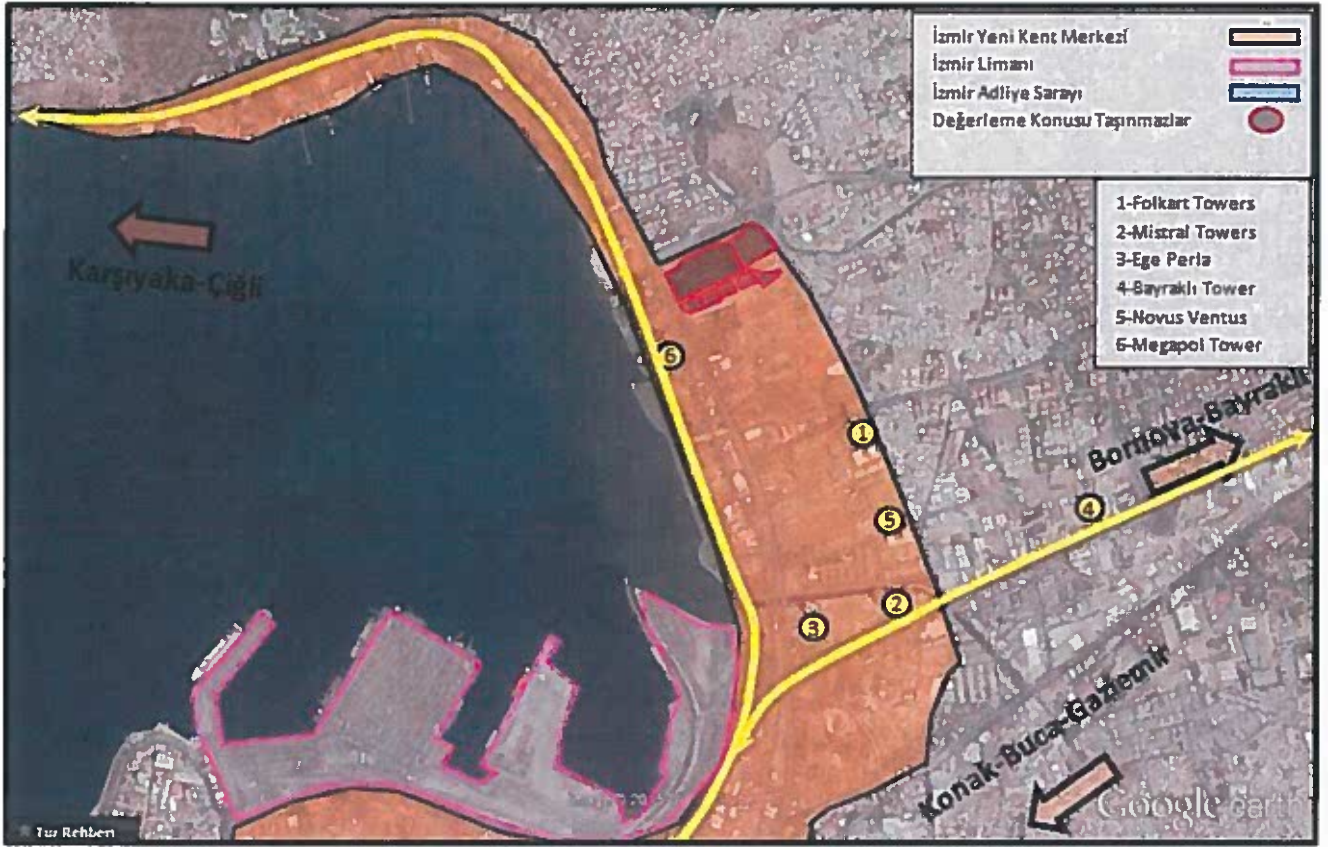 İzmir Yeni Kent Merkezi
İzmir Limanı
İzmir Adliye Sarayı
Değerleme Konusu Taşınmazlar
1-Folkart Towers
2-Mistral Towers
3-Ege Perla
4-Bayraklı Tower
5-Novus Ventus
6-Megapol Tower
Karşıyaka-Çiğli
6
1
Bornova-Bayraklı
4
5
2
3
Konak-Buca-Gaziemir
Google earth
Tur Rehberi